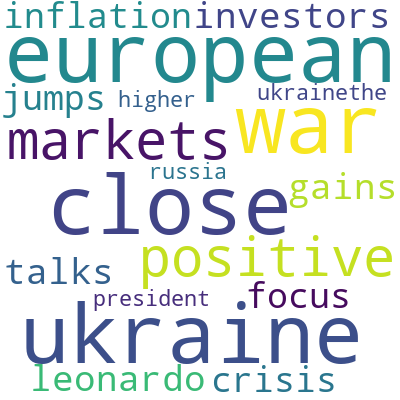 inflation investors
european
jumps higher ukrainethe
markets war
russia
close gains
positive
talks president focus
ukraine
leonardo crisis